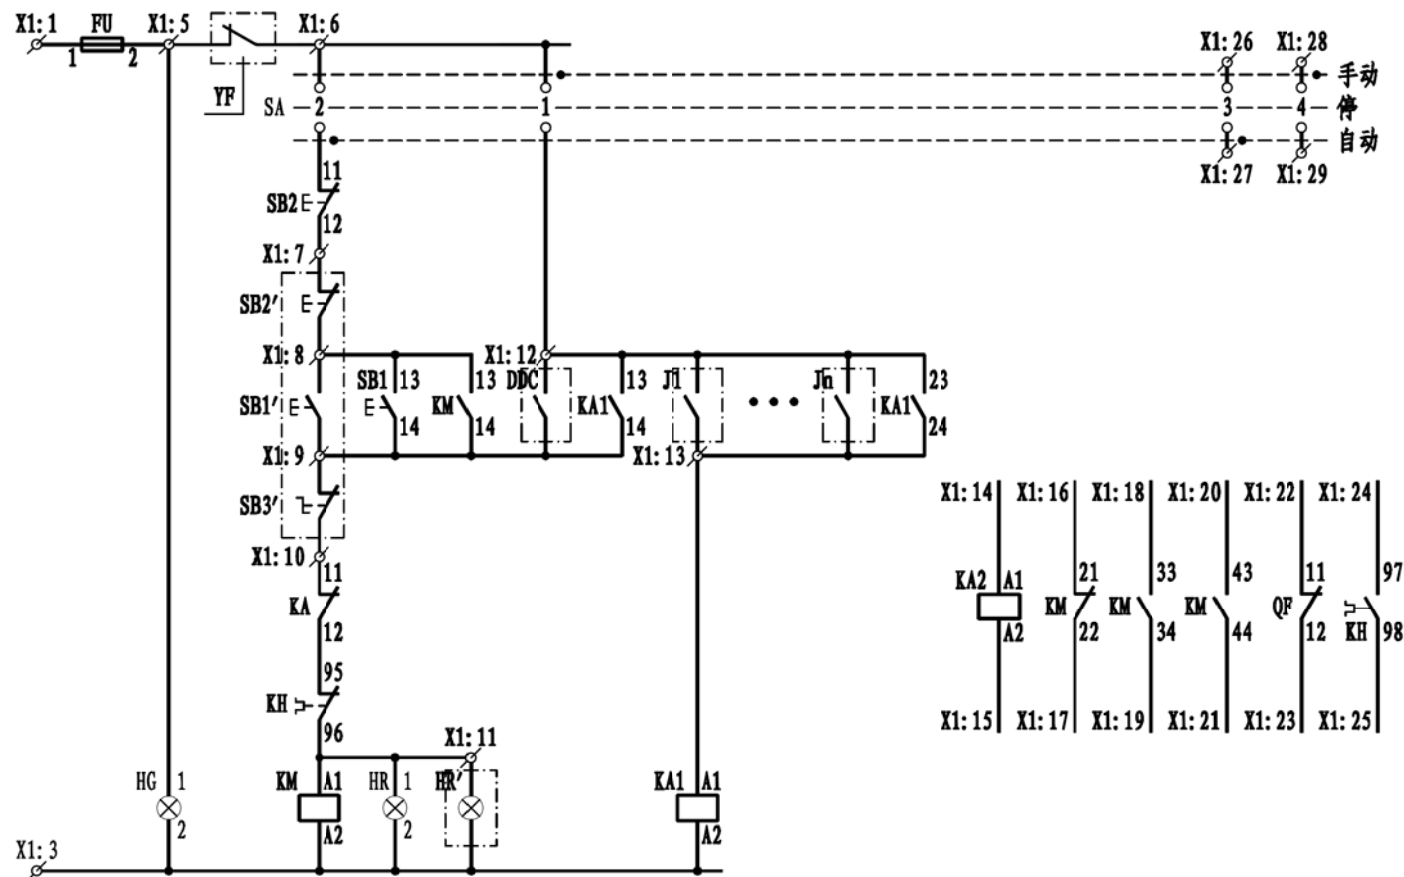 X1:1 FU X1:5 X1:6
1 2
X1:26 X1:28
手动
YF SA 2 1 3 4 停
自动
X1:27 X1:29
11
SB2
12
X1:7
SB2′
X1:8 X1:12
SB1′ SB1 13 KM 13 DDC KA1 13 J1 Jn KA1 23
14 14 14 24
X1:9 X1:13
SB3′
X1:10
11
KA
12
95
KH
96
X1:11
X1:14 X1:16 X1:18 X1:20 X1:22 X1:24
KA2 A1 21 33 43 11 97
KM KM KM QF KH
A2 22 34 44 12 98
X1:15 X1:17 X1:19 X1:21 X1:23 X1:25
HG 1 KM A1 HR 1 HR′ KA1 A1
2 A2 2 A2
X1:3